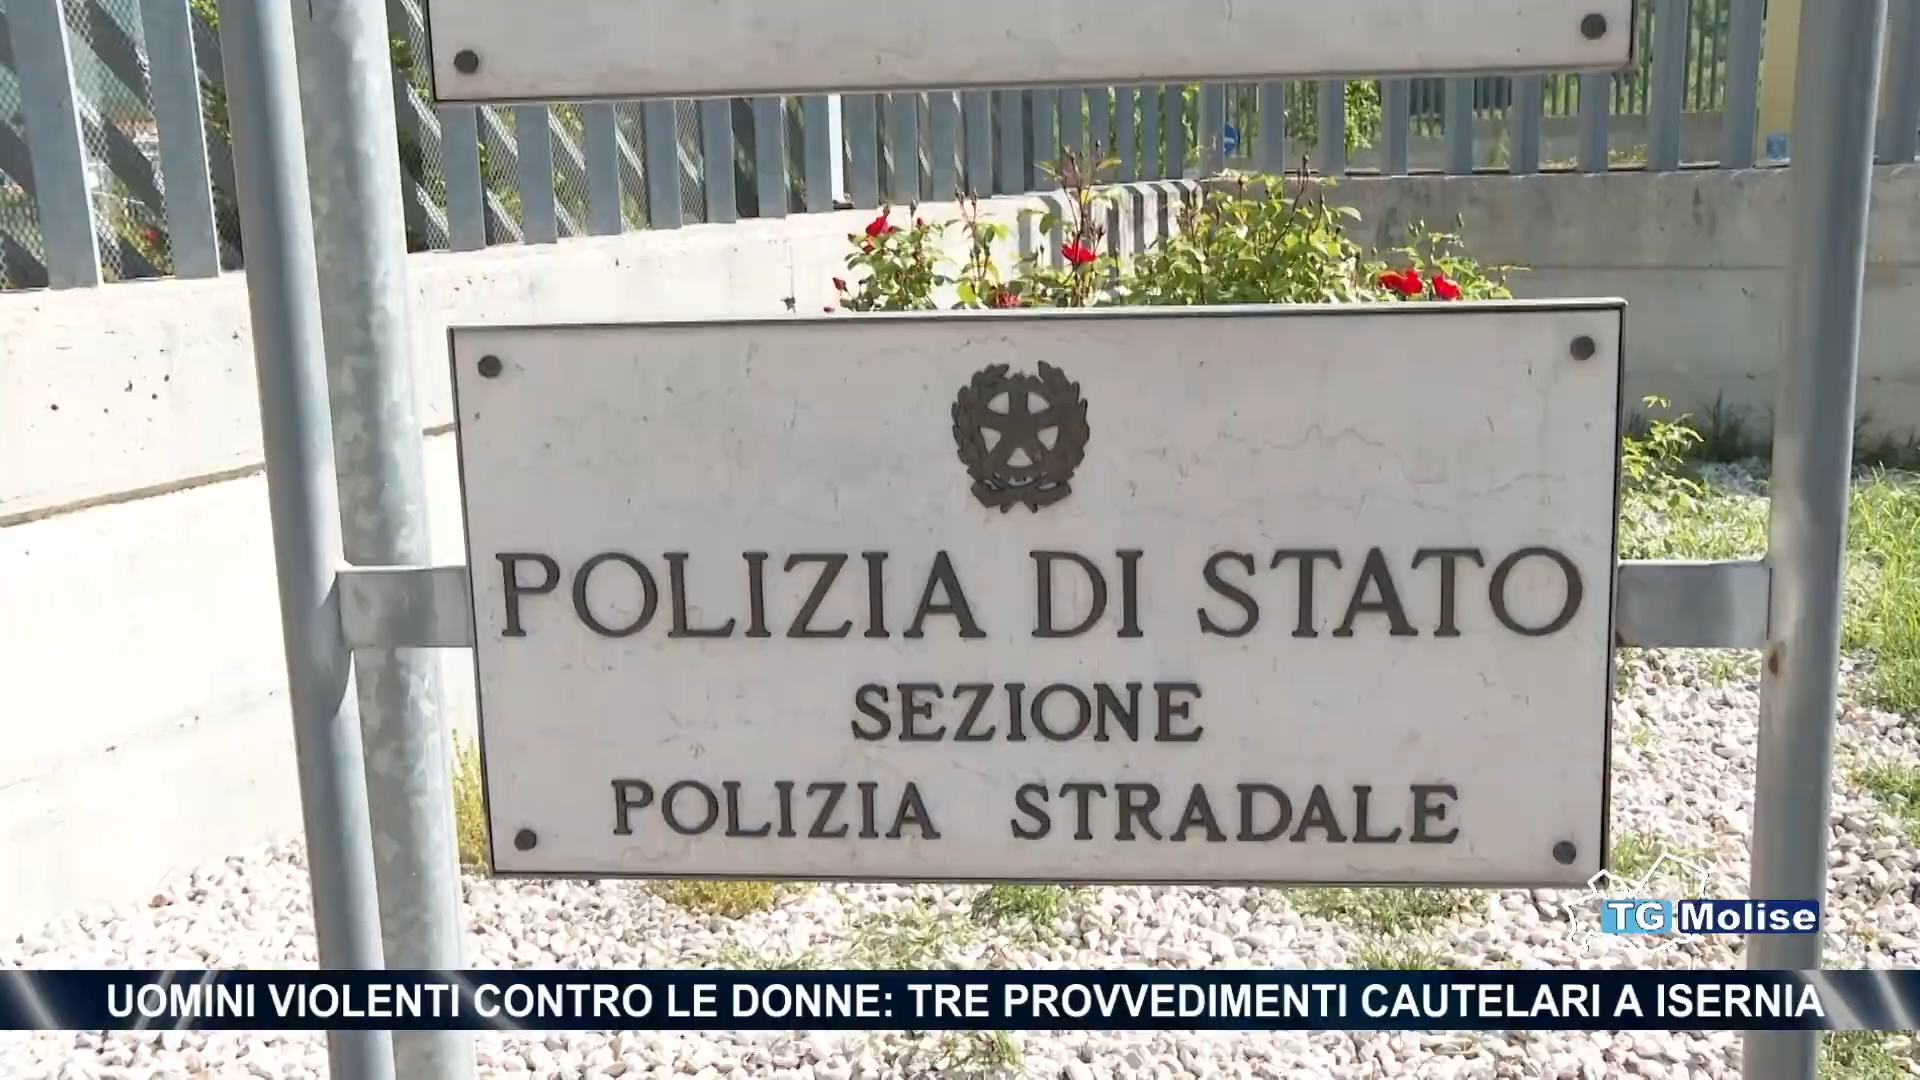 POLIZIA DI STATO
SEZIONE
POLIZIA STRADALE
TG Molise
UOMINI VIOLENTI CONTRO LE DONNE: TRE PROVVEDIMENTI CAUTELARI A ISERNIA